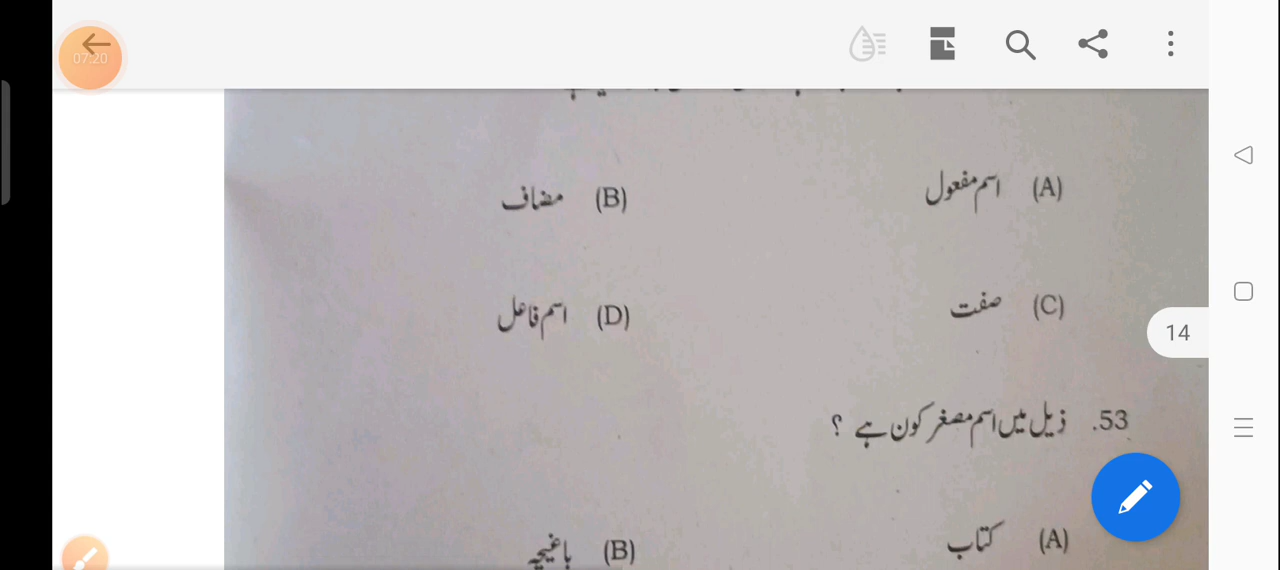 07:20
(A) اسم مفعول (B) مضاف
(C) صفت (D) اسم فاعل
14
53. ذیل میں اسم مصغر کون ہے ؟
(A) کتاب (B) باغیچہ